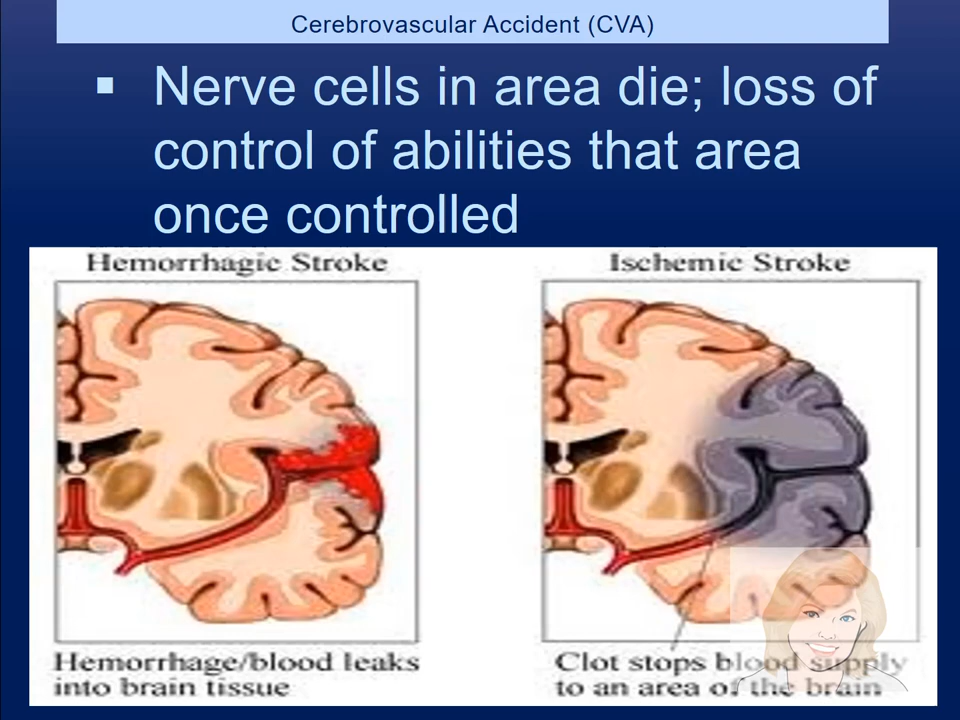 Cerebrovascular Accident (CVA)
▪ Nerve cells in area die; loss of
control of abilities that area
once controlled
Hemorrhagic Stroke
Ischemic Stroke
Hemorrhage/blood leaks
into brain tissue
Clot stops blood supply
to an area of the brain